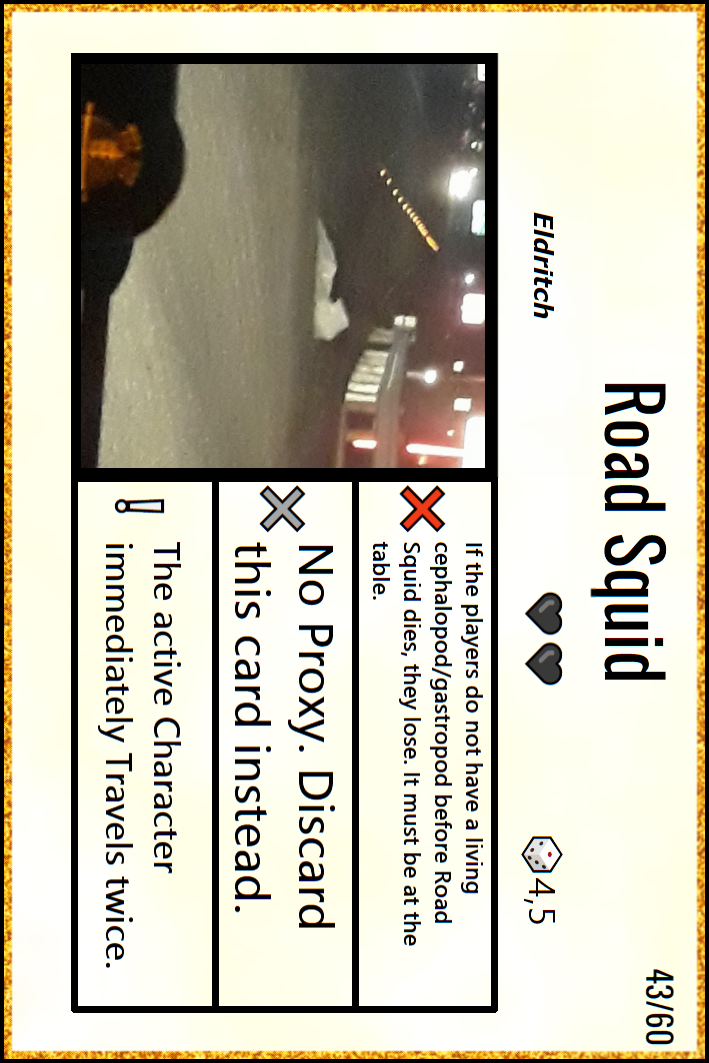 Road Squid
43/60
Eldritch
4,5
If the players do not have a living
cephalopod/gastropod before Road
Squid dies, they lose. It must be at the
table.
No Proxy. Discard
this card instead.
The active Character
immediately Travels twice.